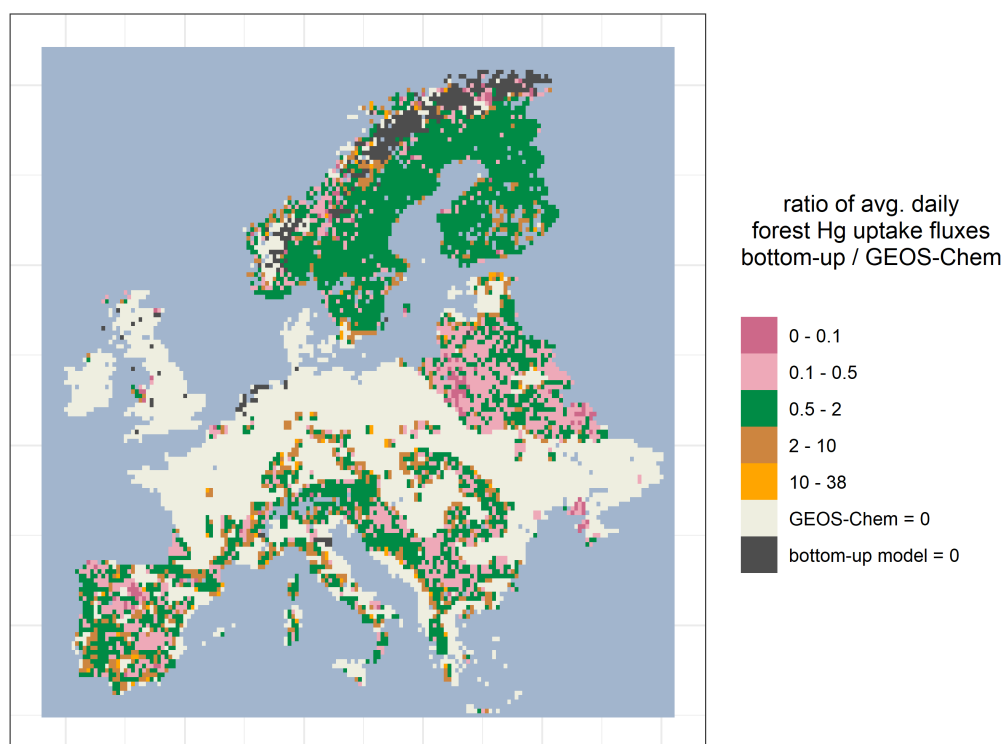 ratio of avg. daily
forest Hg uptake fluxes
bottom-up / GEOS-Chem
0 - 0.1
0.1 - 0.5
0.5 - 2
2 - 10
10 - 38
GEOS-Chem = 0
bottom-up model = 0